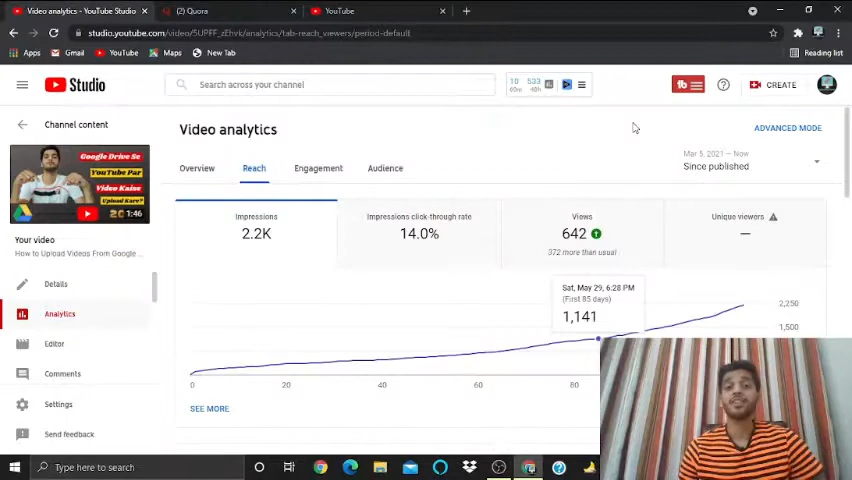 Video analytics - YouTube Studio
(2) Quora
YouTube
studio.youtube.com/video/5UPFF_zEhvk/analytics/tab-reach_viewers/period-default
Apps
Gmail
YouTube
Maps
New Tab
Reading list
Studio
Search across your channel
10
60m
533
48h
CREATE
Channel content
Video analytics
ADVANCED MODE
Mar 5, 2021 – Now
Since published
Overview
Reach
Engagement
Audience
Google Drive Se
YouTube Par
Video Kaise
Upload Kare?
1:46
Your video
How to Upload Videos From Google...
Impressions
2.2K
Impressions click-through rate
14.0%
Views
642
372 more than usual
Unique viewers
—
Details
Analytics
Editor
Comments
Settings
Send feedback
Sat, May 29, 6:28 PM
(First 85 days)
1,141
2,250
1,500
0
20
40
60
80
SEE MORE
Type here to search